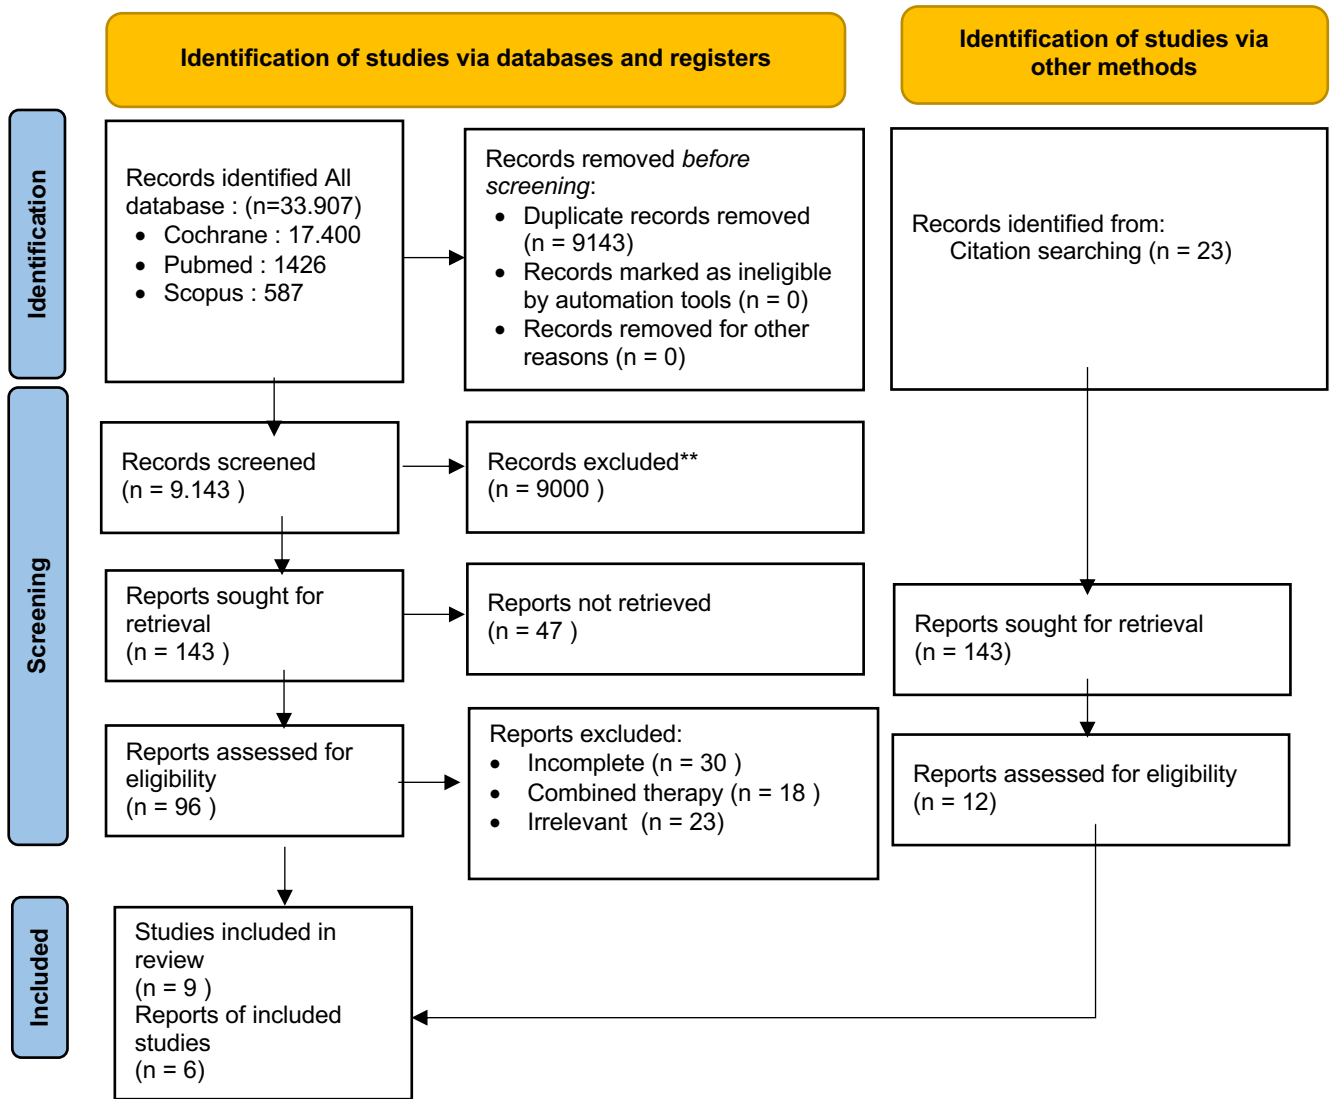 Identification of studies via databases and registers
Identification of studies via
other methods
Identification
Records identified All
database : (n=33.907)
• Cochrane : 17.400
• Pubmed : 1426
• Scopus : 587
Records removed before
screening:
• Duplicate records removed
(n = 9143)
• Records marked as ineligible
by automation tools (n = 0)
• Records removed for other
reasons (n = 0)
Records identified from:
Citation searching (n = 23)
Screening
Records screened
(n = 9.143 )
Records excluded**
(n = 9000 )
Reports sought for
retrieval
(n = 143 )
Reports not retrieved
(n = 47 )
Reports sought for retrieval
(n = 143)
Reports assessed for
eligibility
(n = 96 )
Reports excluded:
• Incomplete (n = 30 )
• Combined therapy (n = 18 )
• Irrelevant (n = 23)
Reports assessed for eligibility
(n = 12)
Included
Studies included in
review
(n = 9 )
Reports of included
studies
(n = 6)